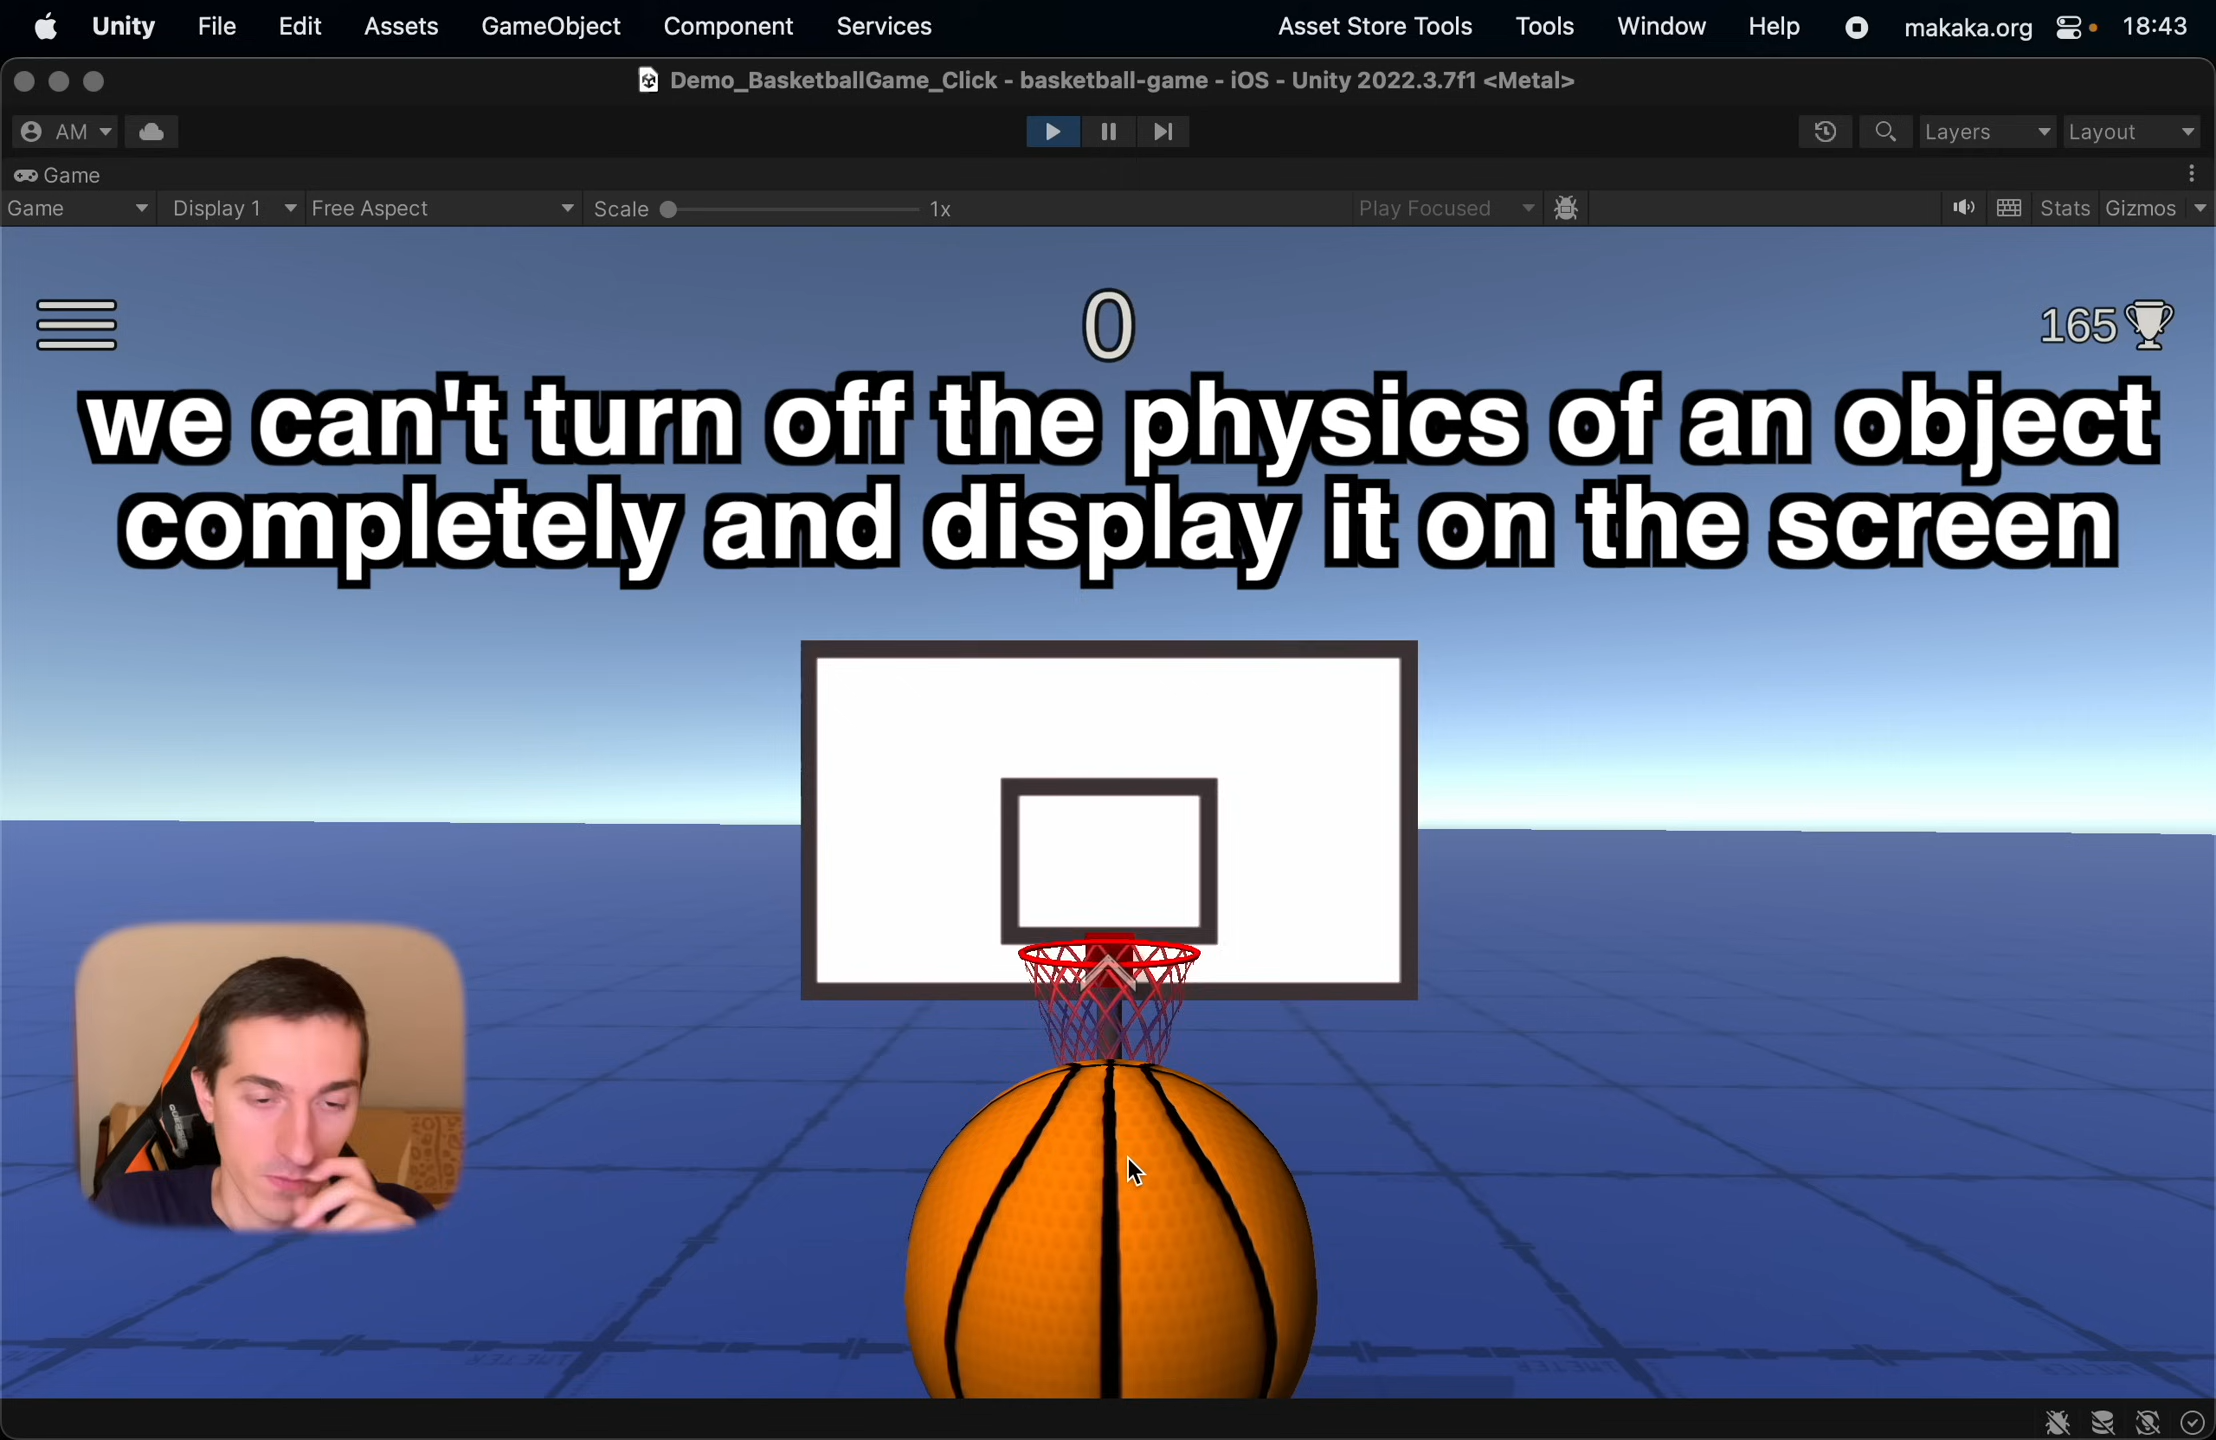 Unity File Edit Assets GameObject Component Services Asset Store Tools Tools Window Help makaka.org 18:43
Demo_BasketballGame_Click - basketball-game - iOS - Unity 2022.3.7f1 <Metal>
AM Layers Layout
Game
Game Display 1 Free Aspect Scale 1x Play Focused Stats Gizmos
0
165
we can't turn off the physics of an object
completely and display it on the screen